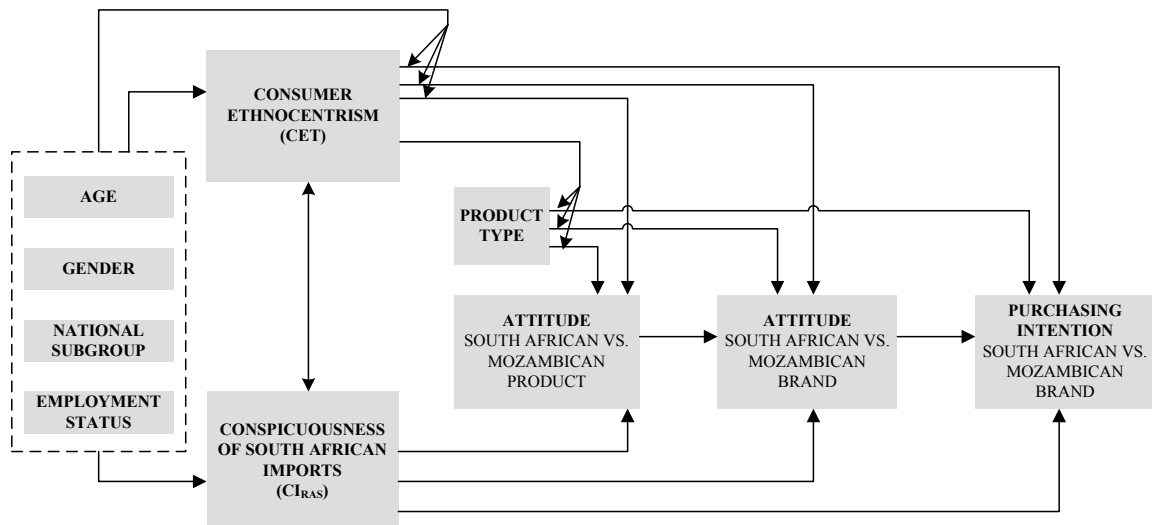 CONSUMER
ETHNOCENTRISM
(CET)
AGE
GENDER
NATIONAL
SUBGROUP
EMPLOYMENT
STATUS
PRODUCT
TYPE
ATTITUDE
SOUTH AFRICAN VS.
MOZAMBICAN
PRODUCT
ATTITUDE
SOUTH AFRICAN VS.
MOZAMBICAN
BRAND
PURCHASING
INTENTION
SOUTH AFRICAN VS.
MOZAMBICAN
BRAND
CONSPICUOUSNESS
OF SOUTH AFRICAN
IMPORTS
(CIRAS)